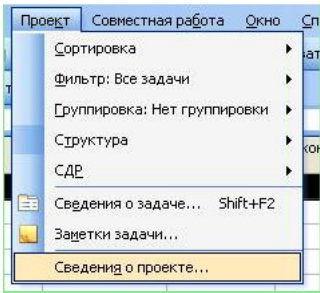 Проект Совместная работа Окно
Сортировка
Фильтр: Все задачи
Группировка: Нет группировки
Структура
СДР
Сведения о задаче... Shift+F2
Заметки задачи...
Сведения о проекте...